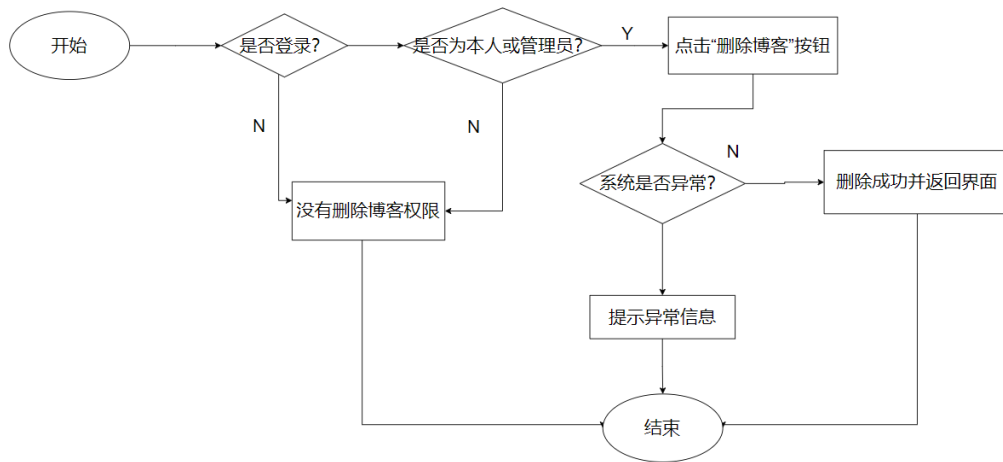 开始
是否登录?
是否为本人或管理员?
Y
点击“删除博客”按钮
N
N
没有删除博客权限
系统是否异常?
N
删除成功并返回界面
提示异常信息
结束